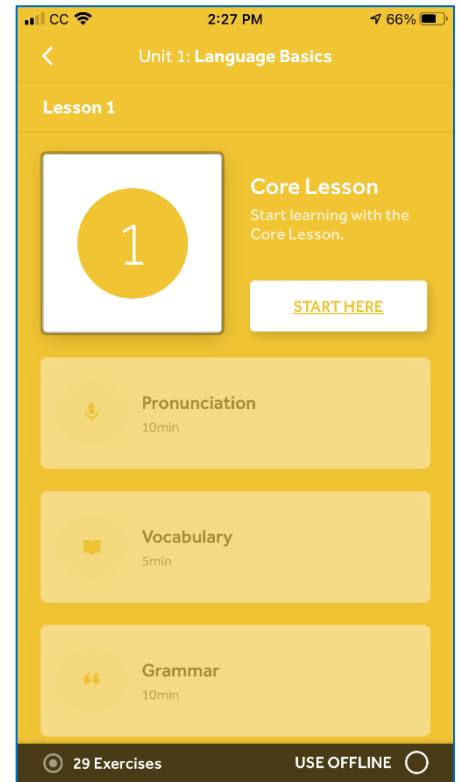 CC 2:27 PM 66%
Unit 1: Language Basics
Lesson 1
1
Core Lesson
Start learning with the
Core Lesson.
START HERE
Pronunciation
10min
Vocabulary
5min
Grammar
10min
29 Exercises USE OFFLINE